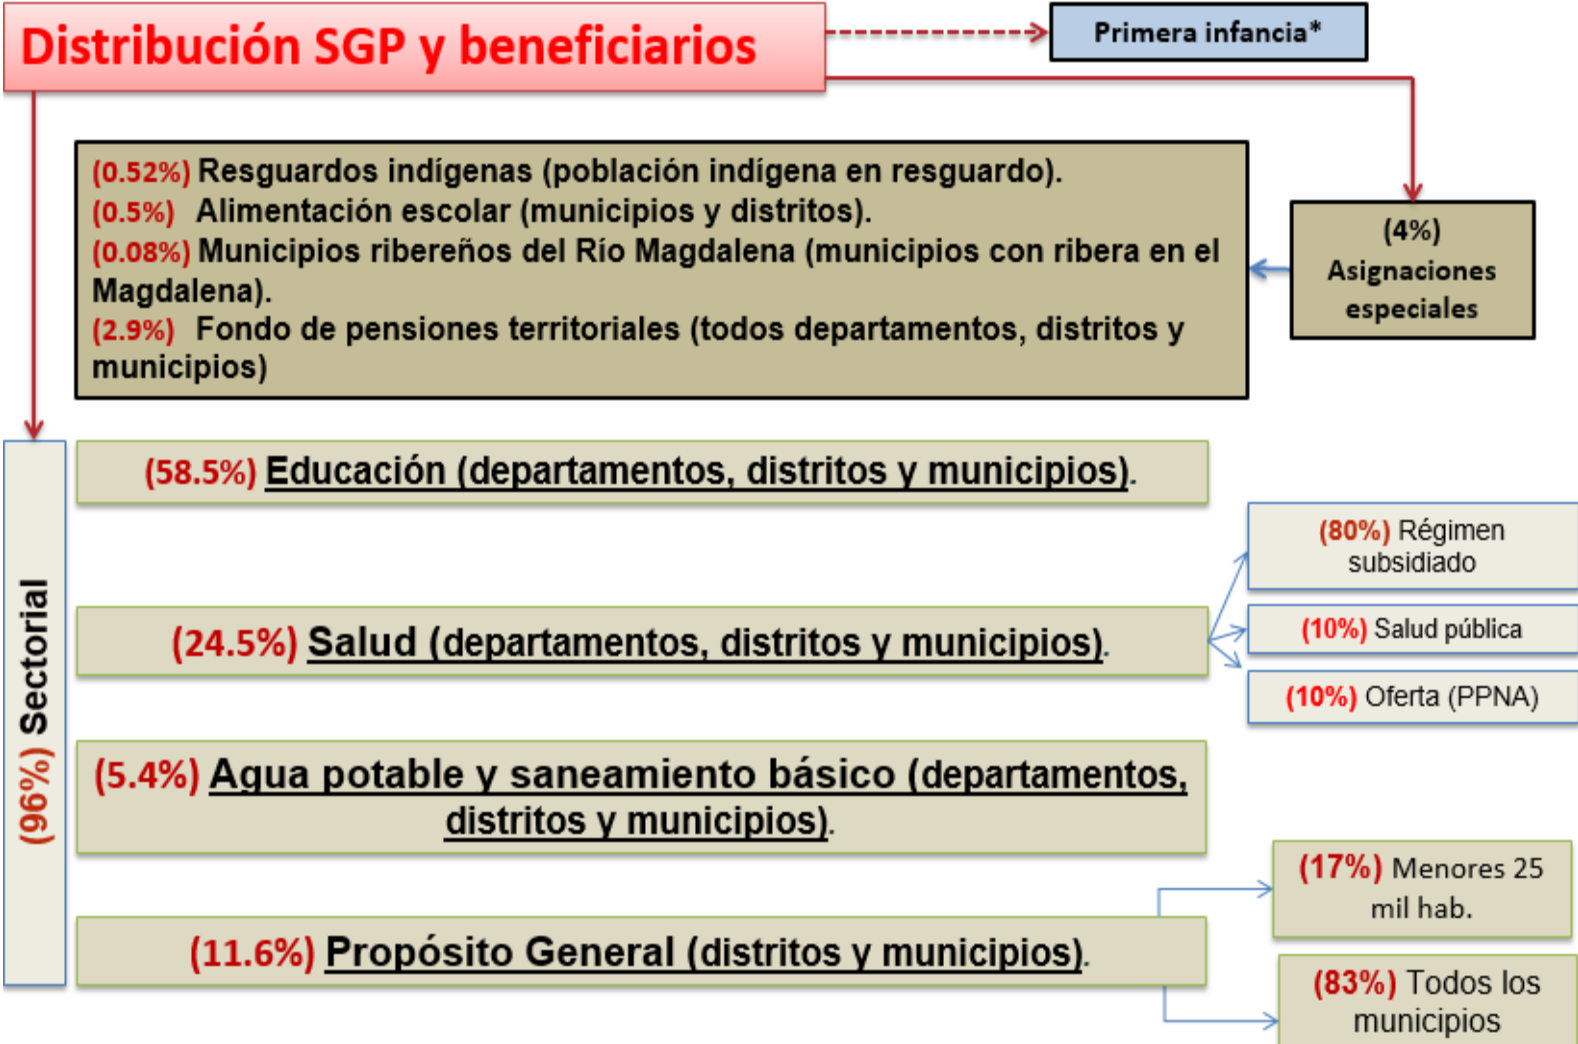 Distribución SGP y beneficiarios
Primera infancia*
(0.52%) Resguardos indígenas (población indígena en resguardo).
(0.5%) Alimentación escolar (municipios y distritos).
(0.08%) Municipios ribereños del Río Magdalena (municipios con ribera en el
Magdalena).
(2.9%) Fondo de pensiones territoriales (todos departamentos, distritos y
municipios)
(4%)
Asignaciones
especiales
(96%) Sectorial
(58.5%) Educación (departamentos, distritos y municipios).
(24.5%) Salud (departamentos, distritos y municipios).
(80%) Régimen
subsidiado
(10%) Salud pública
(10%) Oferta (PPNA)
(5.4%) Agua potable y saneamiento básico (departamentos,
distritos y municipios).
(11.6%) Propósito General (distritos y municipios).
(17%) Menores 25
mil hab.
(83%) Todos los
municipios